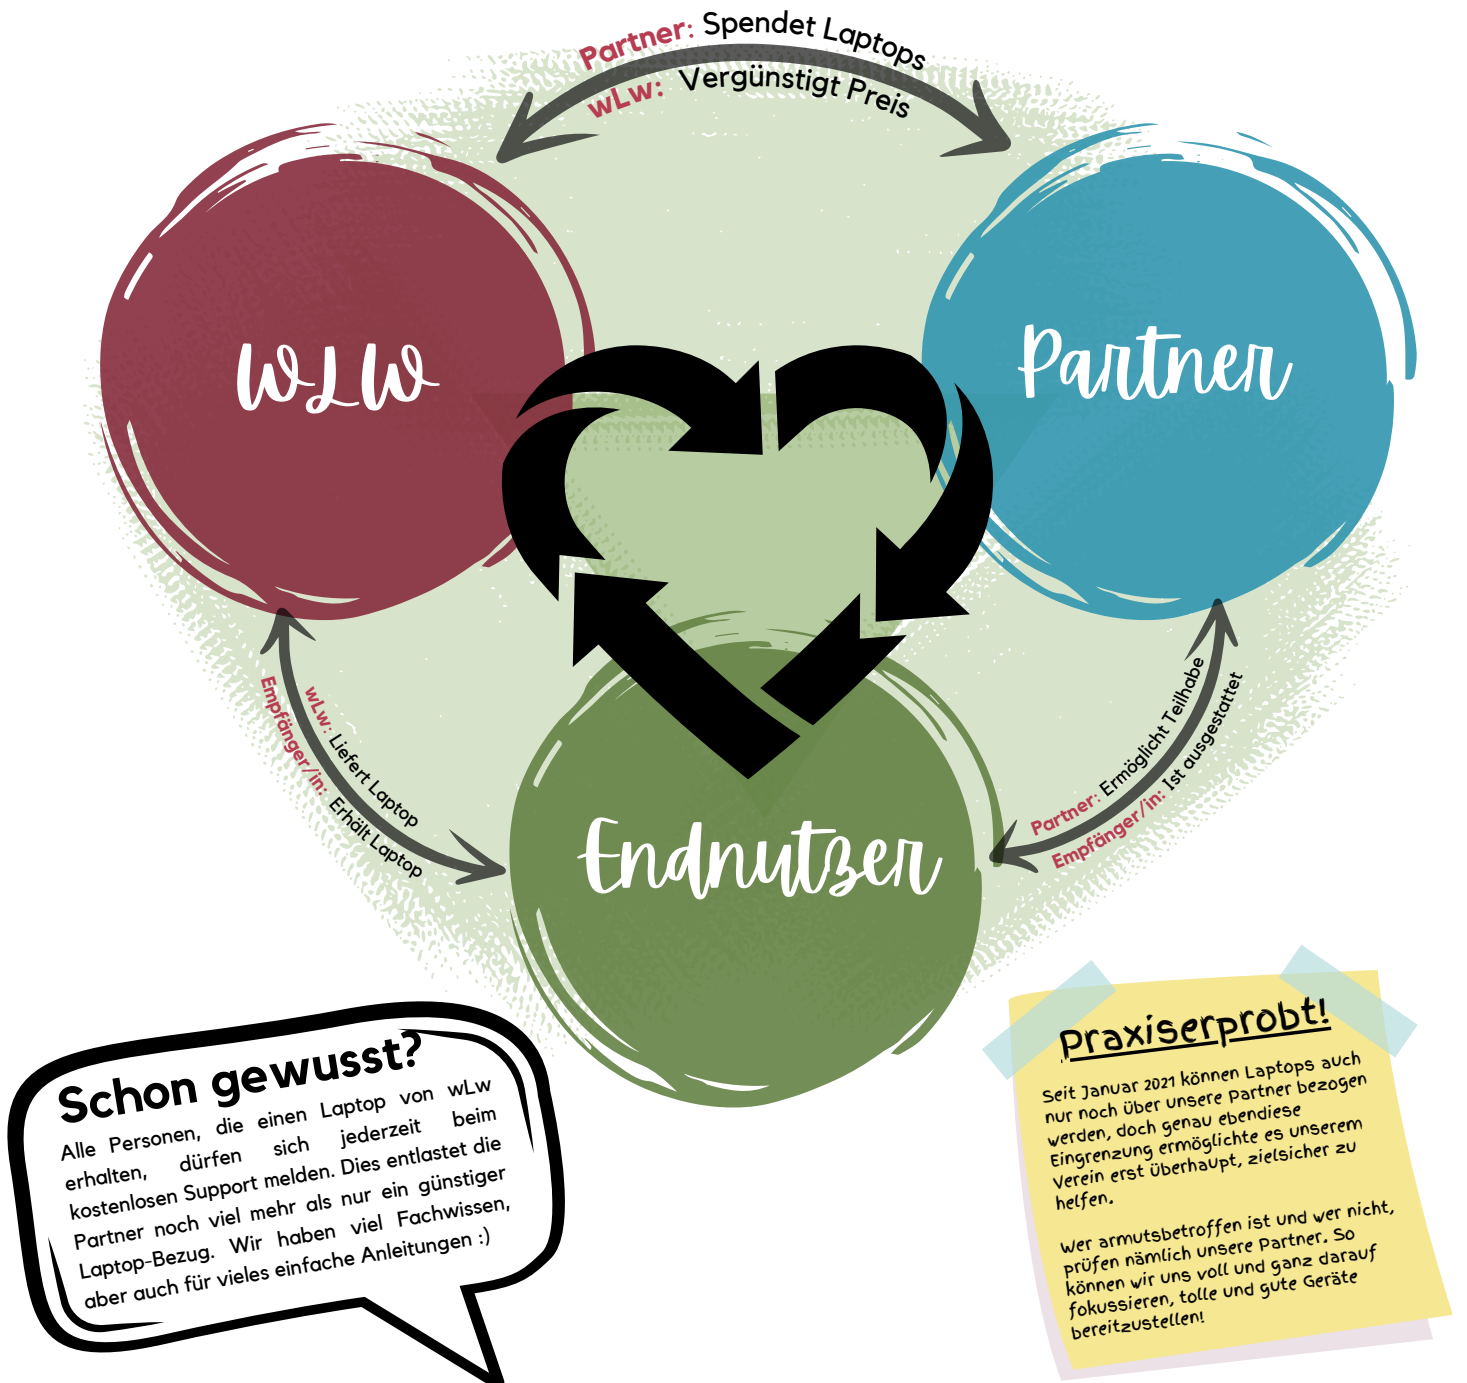 Partner: Spendet Laptops
wLw: Vergünstigt Preis
WLW
Partner
wLw: Liefert Laptop
Empfänger/in: Erhält Laptop
Partner: Ermöglicht Teilhabe
Empfänger/in: Ist ausgestattet
Endnutzer
Schon gewusst?
Alle Personen, die einen Laptop von wLw
erhalten, dürfen sich jederzeit beim
kostenlosen Support melden. Dies entlastet die
Partner noch viel mehr als nur ein günstiger
Laptop-Bezug. Wir haben viel Fachwissen,
aber auch für vieles einfache Anleitungen :)
Praxiserprobt!
Seit Januar 2021 können Laptops auch
nur noch über unsere Partner bezogen
werden, doch genau ebendiese
Eingrenzung ermöglichte es unserem
Verein erst überhaupt, zielsicher zu
helfen.
Wer armutsbetroffen ist und wer nicht,
prüfen nämlich unsere Partner. So
können wir uns voll und ganz darauf
fokussieren, tolle und gute Geräte
bereitzustellen!